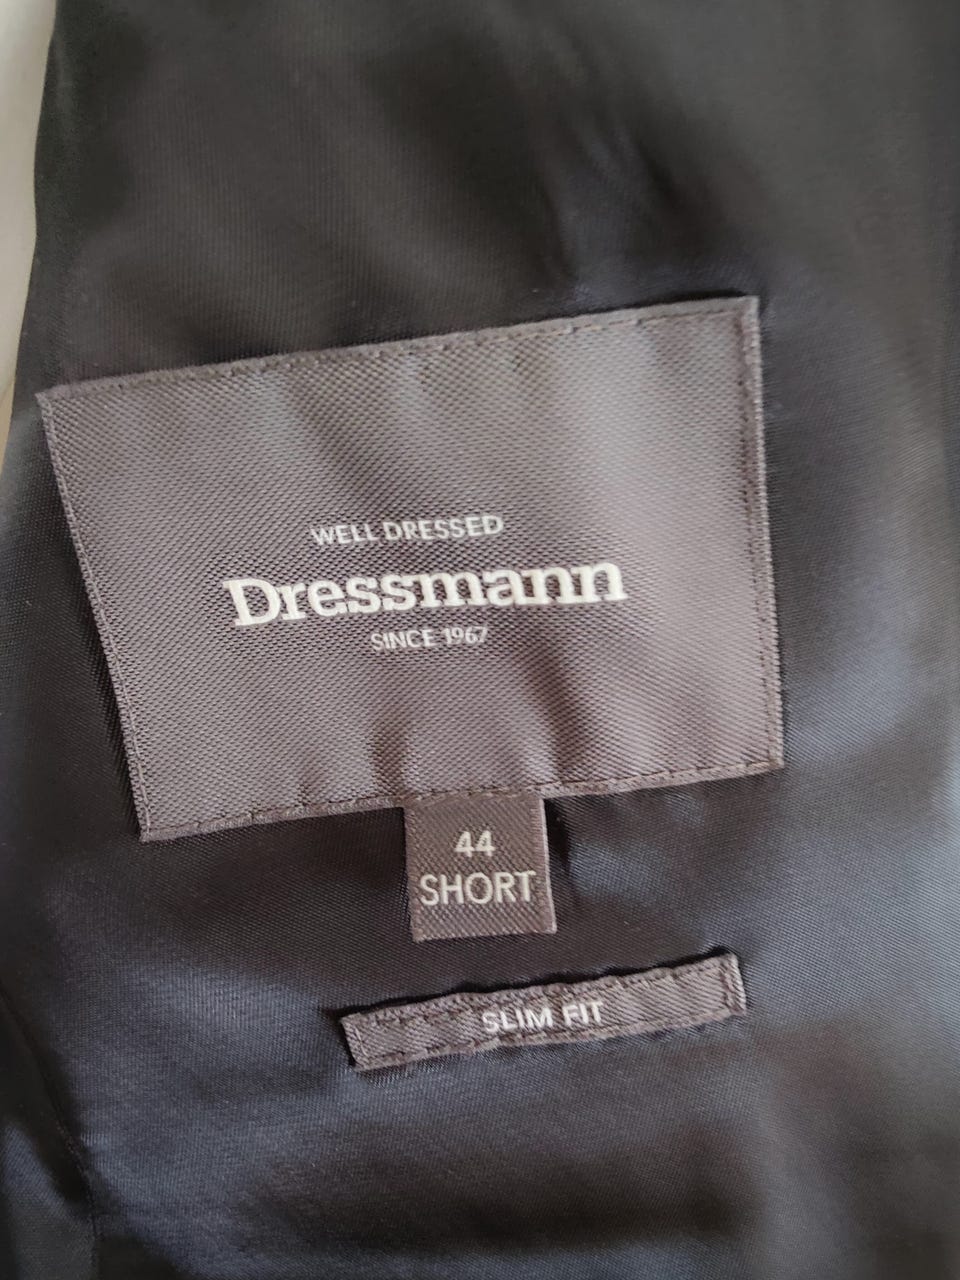 WELL DRESSED
Dressmann
SINCE 1967
44
SHORT
SLIM FIT